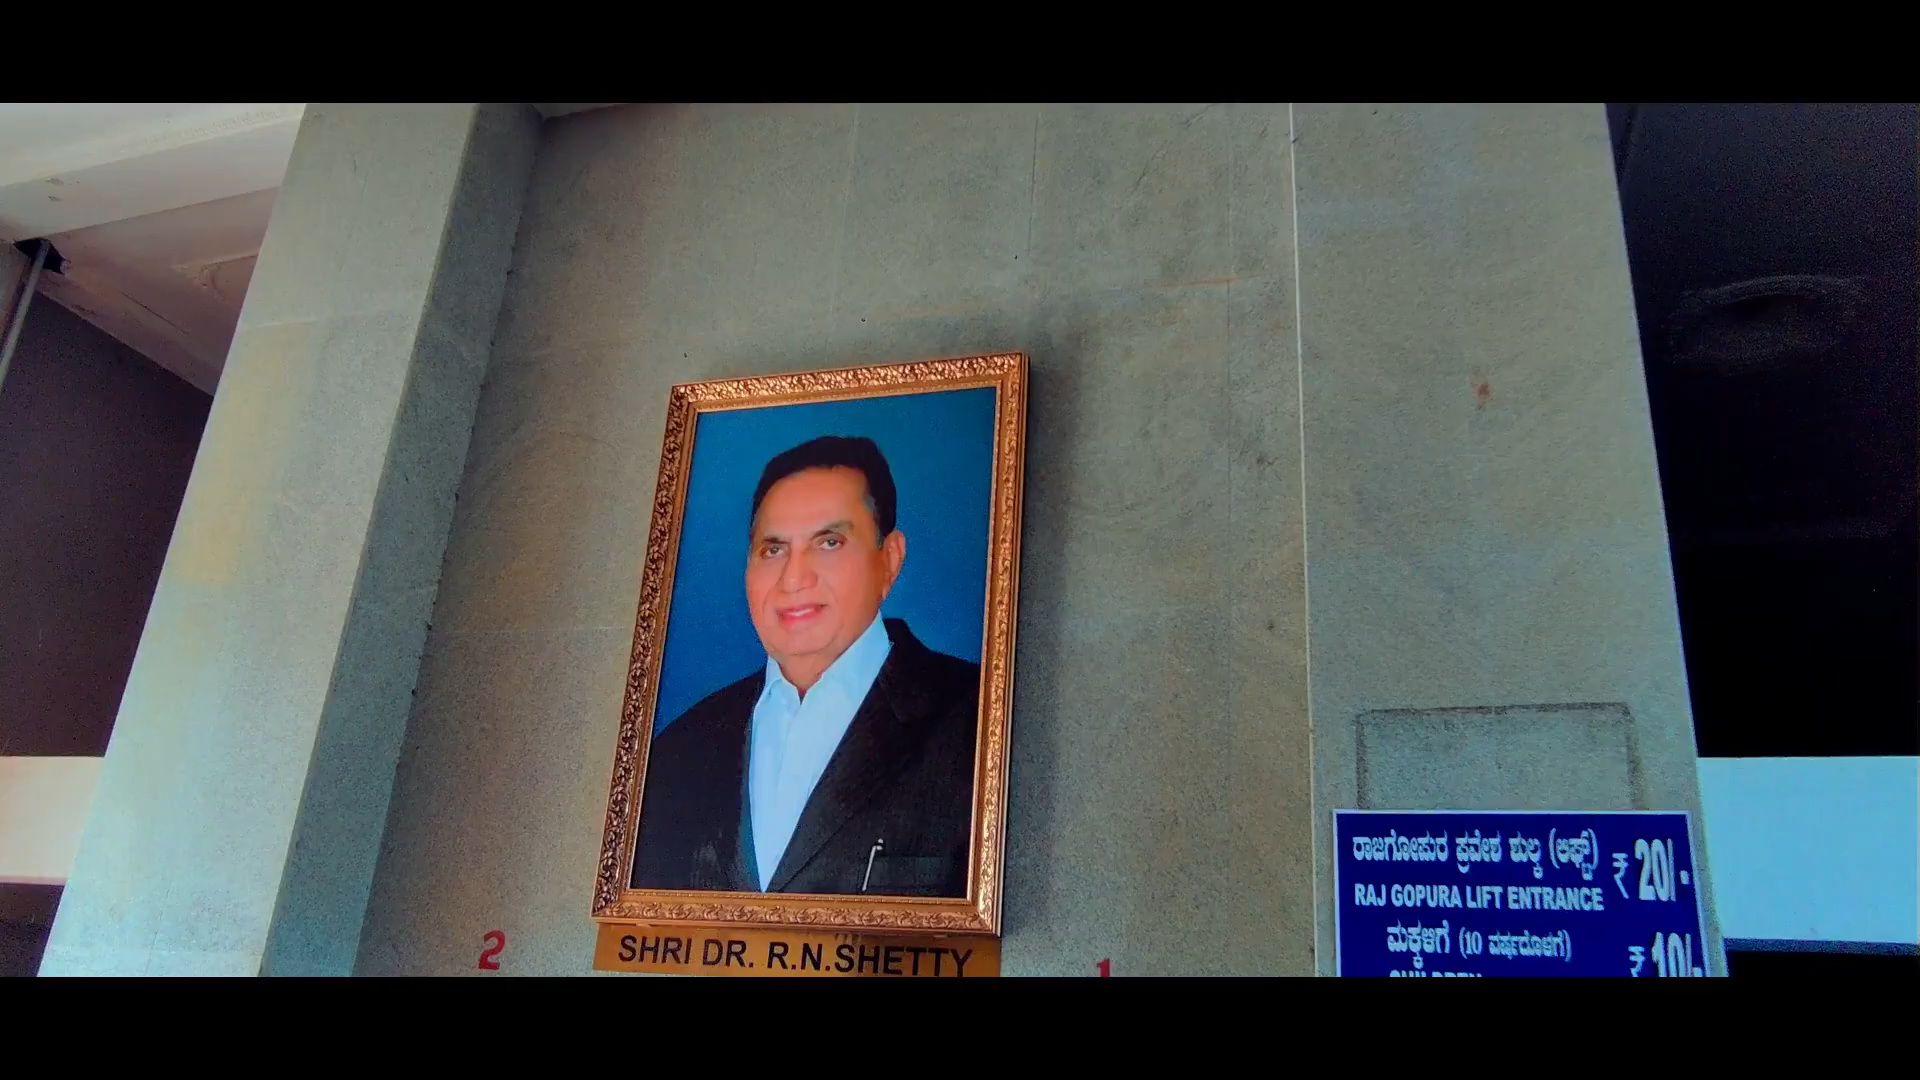 2
SHRI DR. R.N.SHETTY
1
ರಾಜಗೋಪುರ ಪ್ರವೇಶ ಶುಲ್ಕ (ಲಿಫ್ಟ್) ₹ 20/-
RAJ GOPURA LIFT ENTRANCE
ಮಕ್ಕಳಿಗೆ (10 ವರ್ಷದೊಳಗೆ) ₹ 10/-
CHILDREN